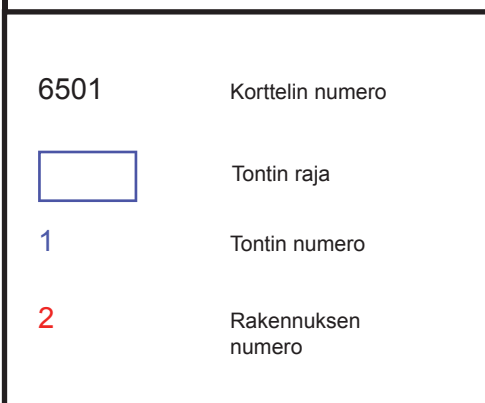 6501 Korttelin numero
Tontin raja
1 Tontin numero
2 Rakennuksen
numero